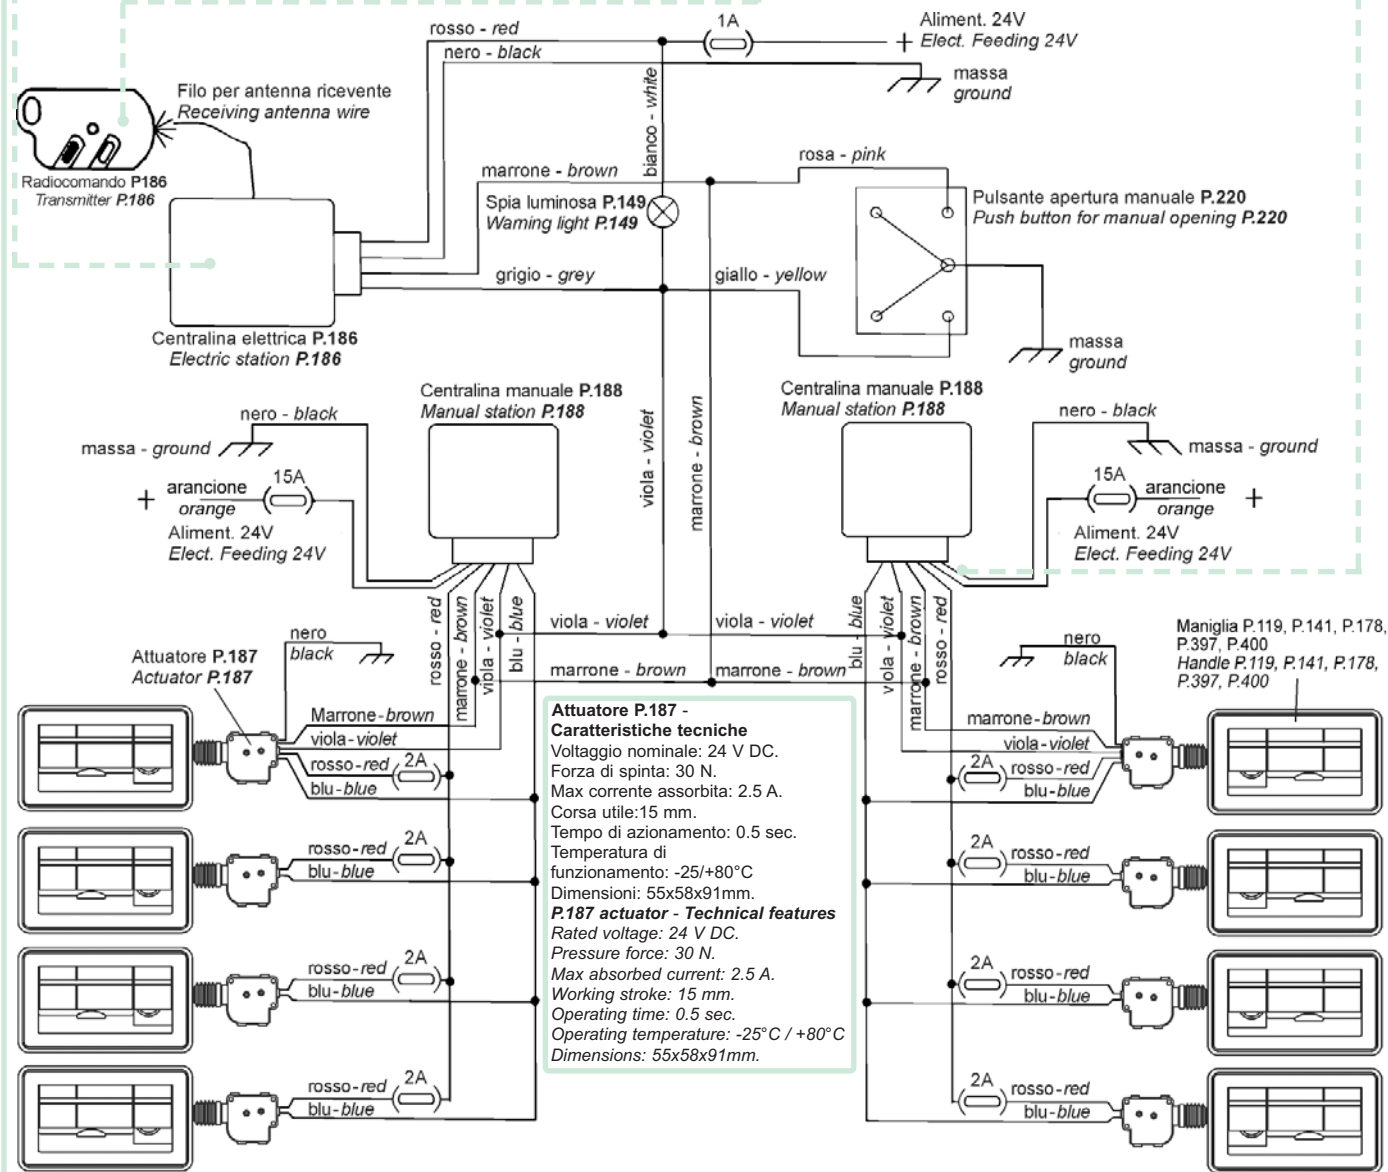 rosso - red
1A
+
Aliment. 24V
Elect. Feeding 24V
nero - black
massa
ground
Filo per antenna ricevente
Receiving antenna wire
bianco - white
Radiocomando P186
Transmitter P.186
marrone - brown
rosa - pink
Spia luminosa P.149
Warning light P.149
Pulsante apertura manuale P.220
Push button for manual opening P.220
grigio - grey
giallo - yellow
Centralina elettrica P.186
Electric station P.186
massa
ground
Centralina manuale P.188
Manual station P.188
Centralina manuale P.188
Manual station P.188
nero - black
massa - ground
15A
+
arancione
orange
Aliment. 24V
Elect. Feeding 24V
viola - violet
marrone - brown
nero - black
massa - ground
15A
arancione
orange
+
Aliment. 24V
Elect. Feeding 24V
rosso - red
marrone - brown
viola - violet
blu - blue
viola - violet
viola - violet
marrone - brown
marrone - brown
blu - blue
viola - violet
marrone - brown
rosso - red
nero
black
Attuatore P.187
Actuator P.187
Marrone - brown
viola - violet
rosso - red
2A
blu - blue
rosso - red
2A
blu - blue
rosso - red
2A
blu - blue
rosso - red
2A
blu - blue
Attuatore P.187 -
Caratteristiche tecniche
Voltaggio nominale: 24 V DC.
Forza di spinta: 30 N.
Max corrente assorbita: 2.5 A.
Corsa utile:15 mm.
Tempo di azionamento: 0.5 sec.
Temperatura di
funzionamento: -25/+80°C
Dimensioni: 55x58x91mm.
P.187 actuator - Technical features
Rated voltage: 24 V DC.
Pressure force: 30 N.
Max absorbed current: 2.5 A.
Working stroke: 15 mm.
Operating time: 0.5 sec.
Operating temperature: -25°C / +80°C
Dimensions: 55x58x91mm.
nero
black
Maniglia P.119, P.141, P.178,
P.397, P.400
Handle P.119, P.141, P.178,
P.397, P.400
marrone - brown
viola - violet
2A
rosso - red
blu - blue
2A
rosso - red
blu - blue
2A
rosso - red
blu - blue
2A
rosso - red
blu - blue